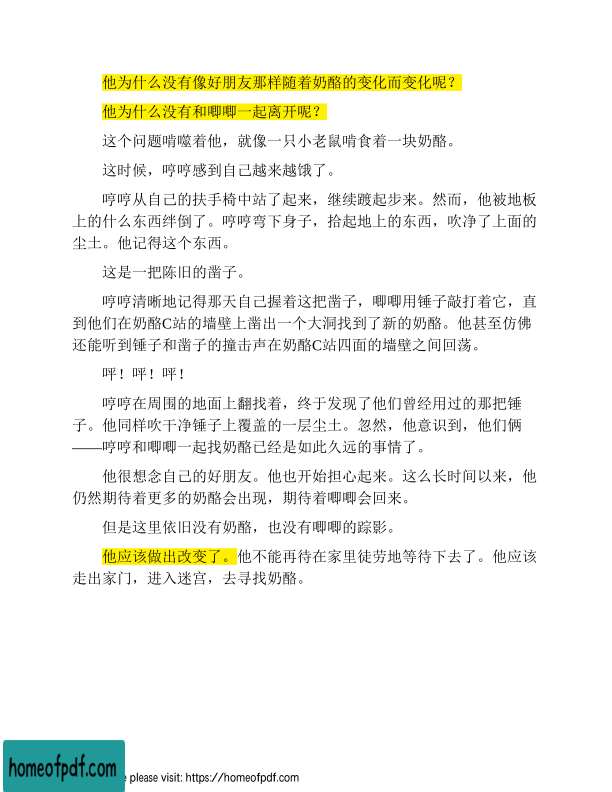 他为什么没有像好朋友那样随着奶酪的变化而变化呢？
他为什么没有和唧唧一起离开呢？
这个问题啃噬着他，就像一只小老鼠啃食着一块奶酪。
这时候，哼哼感到自己越来越饿了。
哼哼从自己的扶手椅中站了起来，继续踱起步来。然而，他被地板
上的什么东西绊倒了。哼哼弯下身子，拾起地上的东西，吹净了上面的
尘土。他记得这个东西。
这是一把陈旧的凿子。
哼哼清晰地记得那天自己握着这把凿子，唧唧用锤子敲打着它，直
到他们在奶酪C站的墙壁上凿出一个大洞找到了新的奶酪。他甚至仿佛
还能听到锤子和凿子的撞击声在奶酪C站四面的墙壁之间回荡。
呯！呯！呯！
哼哼在周围的地面上翻找着，终于发现了他们曾经用过的那把锤
子。他同样吹干净锤子上覆盖的一层尘土。忽然，他意识到，他们俩
——哼哼和唧唧一起找奶酪已经是如此久远的事情了。
他很想念自己的好朋友。他也开始担心起来。这么长时间以来，他
仍然期待着更多的奶酪会出现，期待着唧唧会回来。
但是这里依旧没有奶酪，也没有唧唧的踪影。
他应该做出改变了。他不能再待在家里徒劳地等待下去了。他应该
走出家门，进入迷宫，去寻找奶酪。
homeofpdf.com
e please visit: https://homeofpdf.com